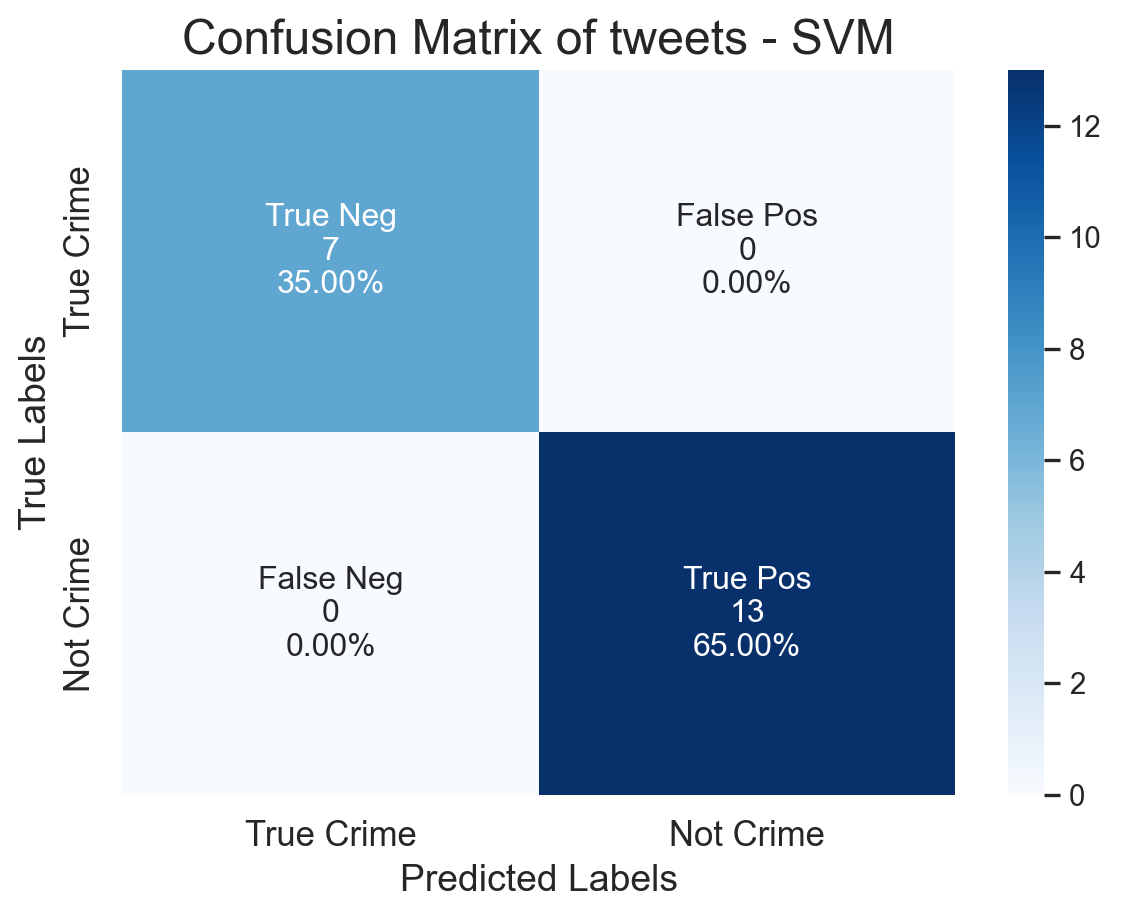 Confusion Matrix of tweets - SVM
True Labels
True Crime
Not Crime
True Neg
7
35.00%
False Pos
0
0.00%
False Neg
0
0.00%
True Pos
13
65.00%
True Crime
Not Crime
Predicted Labels
12
10
8
6
4
2
0